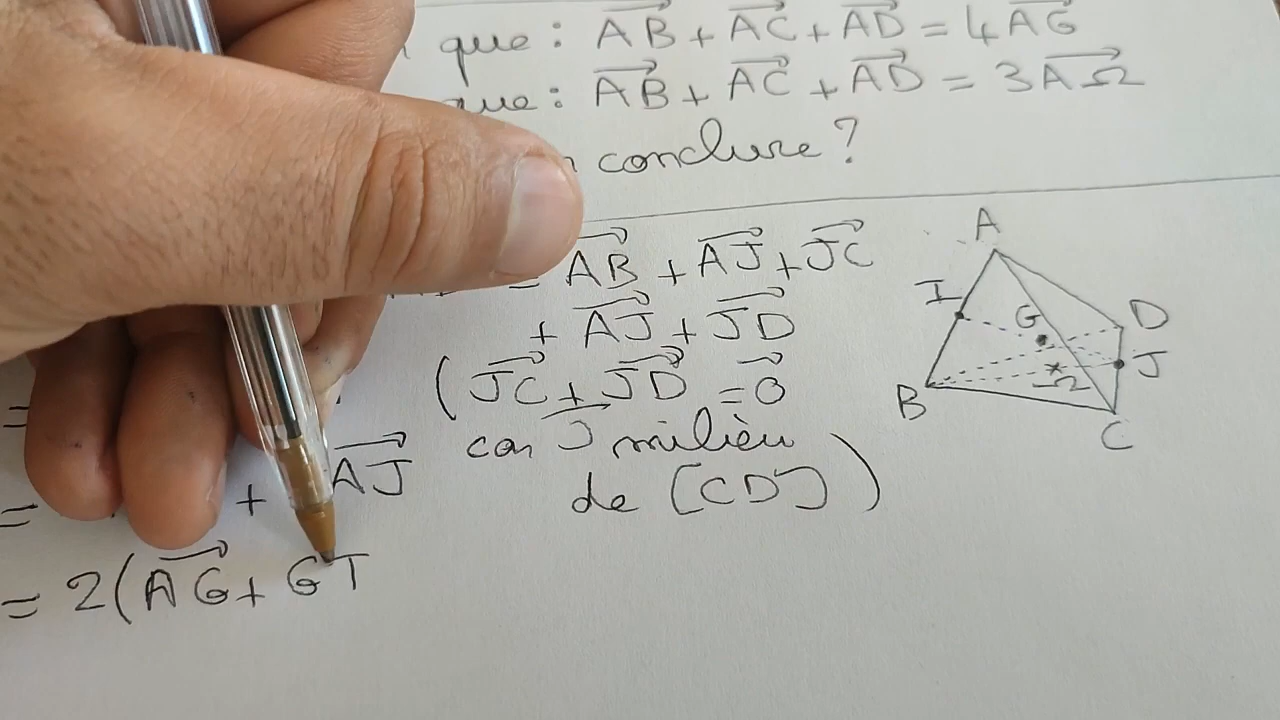 que : AB + AC + AD = 4AG
que : AB + AC + AD = 3AΩ
conclure ?
= AB + AJ + JC
+ AJ + JD
( JC + JD = 0
=
car J milieu
= + AJ
de [CD] )
= 2(AG + GI
A
I
G
D
J
Ω
B
C